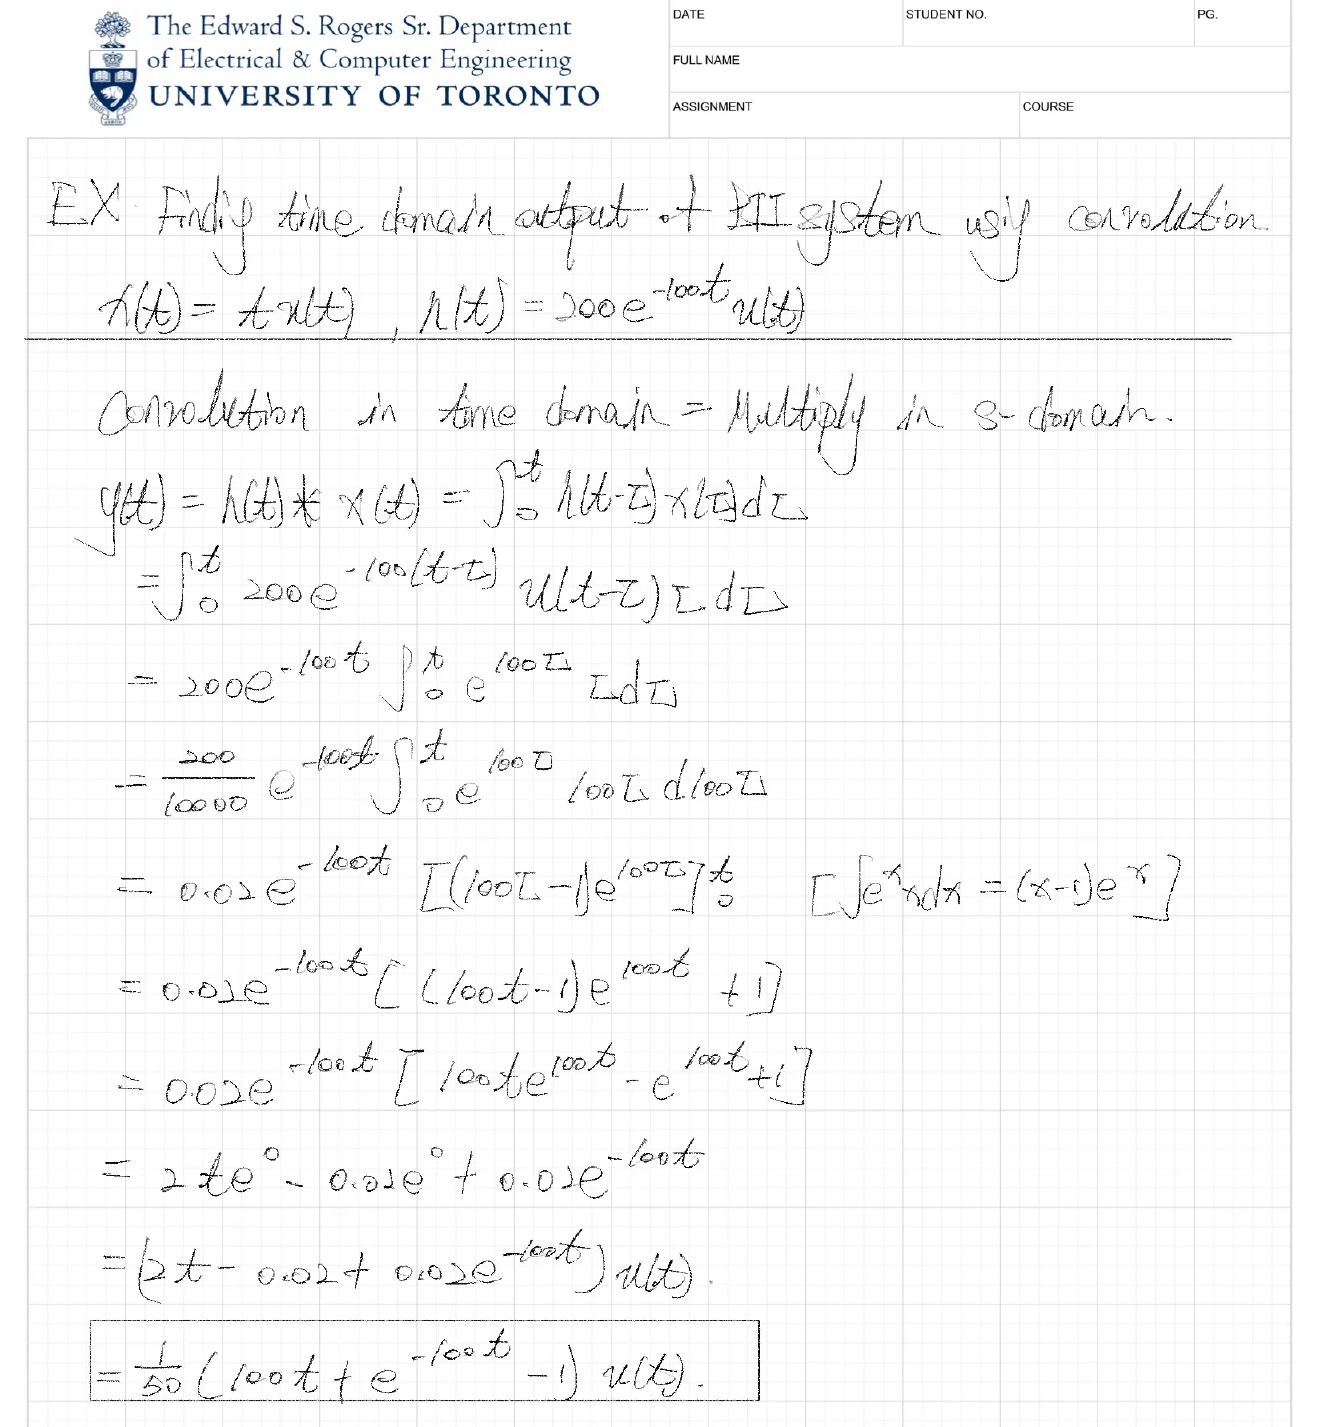 The Edward S. Rogers Sr. Department
of Electrical & Computer Engineering
UNIVERSITY OF TORONTO
DATE
STUDENT NO.
PG.
FULL NAME
ASSIGNMENT
COURSE
EX. Finding time domain output of LTI system using convolution
x(t) = tu(t), h(t) = 200e^{-100t} u(t)
Convolution in time domain = Multiply in s-domain.
y(t) = h(t) * x(t) = ∫_0^t h(t-τ) x(τ) dτ
= ∫_0^t 200e^{-100(t-τ)} u(t-τ) τ dτ
= 200e^{-100t} ∫_0^t e^{100τ} τ dτ
= 200/10000 e^{-100t} ∫_0^t e^{100τ} 100τ d100τ
= 0.02e^{-100t} [(100τ-1)e^{100τ}]_0^t [∫e^x x dx = (x-1)e^x]
= 0.02e^{-100t} [(100t-1)e^{100t} + 1]
= 0.02e^{-100t} [100te^{100t} - e^{100t} + 1]
= 2te^0 - 0.02e^0 + 0.02e^{-100t}
= (2t - 0.02 + 0.02e^{-100t}) u(t).
= 1/50 (100t + e^{-100t} - 1) u(t).